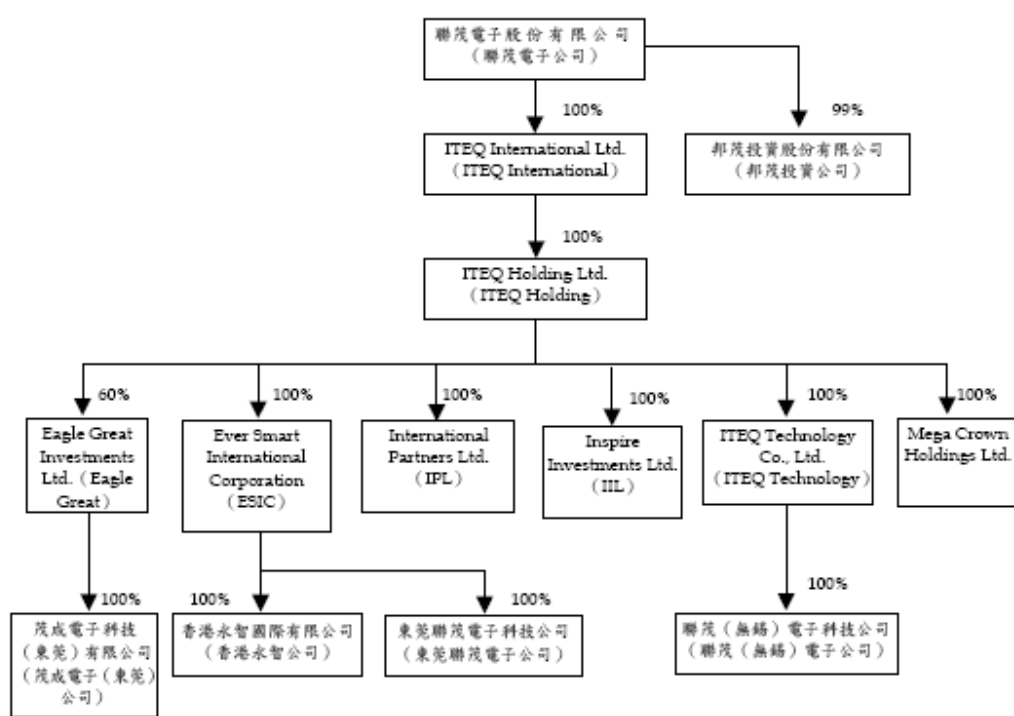 聯茂電子股份有限公司
（聯茂電子公司）
100%
99%
ITEQ International Ltd.
（ITEQ International）
邦茂投資股份有限公司
（邦茂投資公司）
100%
ITEQ Holding Ltd.
（ITEQ Holding）
60%
100%
100%
100%
100%
100%
Eagle Great
Investments
Ltd.（Eagle
Great）
Ever Smart
International
Corporation
（ESIC）
International
Partners Ltd.
（IPL）
Inspire
Investments Ltd.
（IIL）
ITEQ Technology
Co., Ltd.
（ITEQ Technology）
Mega Crown
Holdings Ltd.
100%
100%
100%
100%
茂成電子科技
（東莞）有限公司
（茂成電子（東莞）
公司）
香港永智國際有限公司
（香港永智公司）
東莞聯茂電子科技公司
（東莞聯茂電子公司）
聯茂（無錫）電子科技公司
（聯茂（無錫）電子公司）